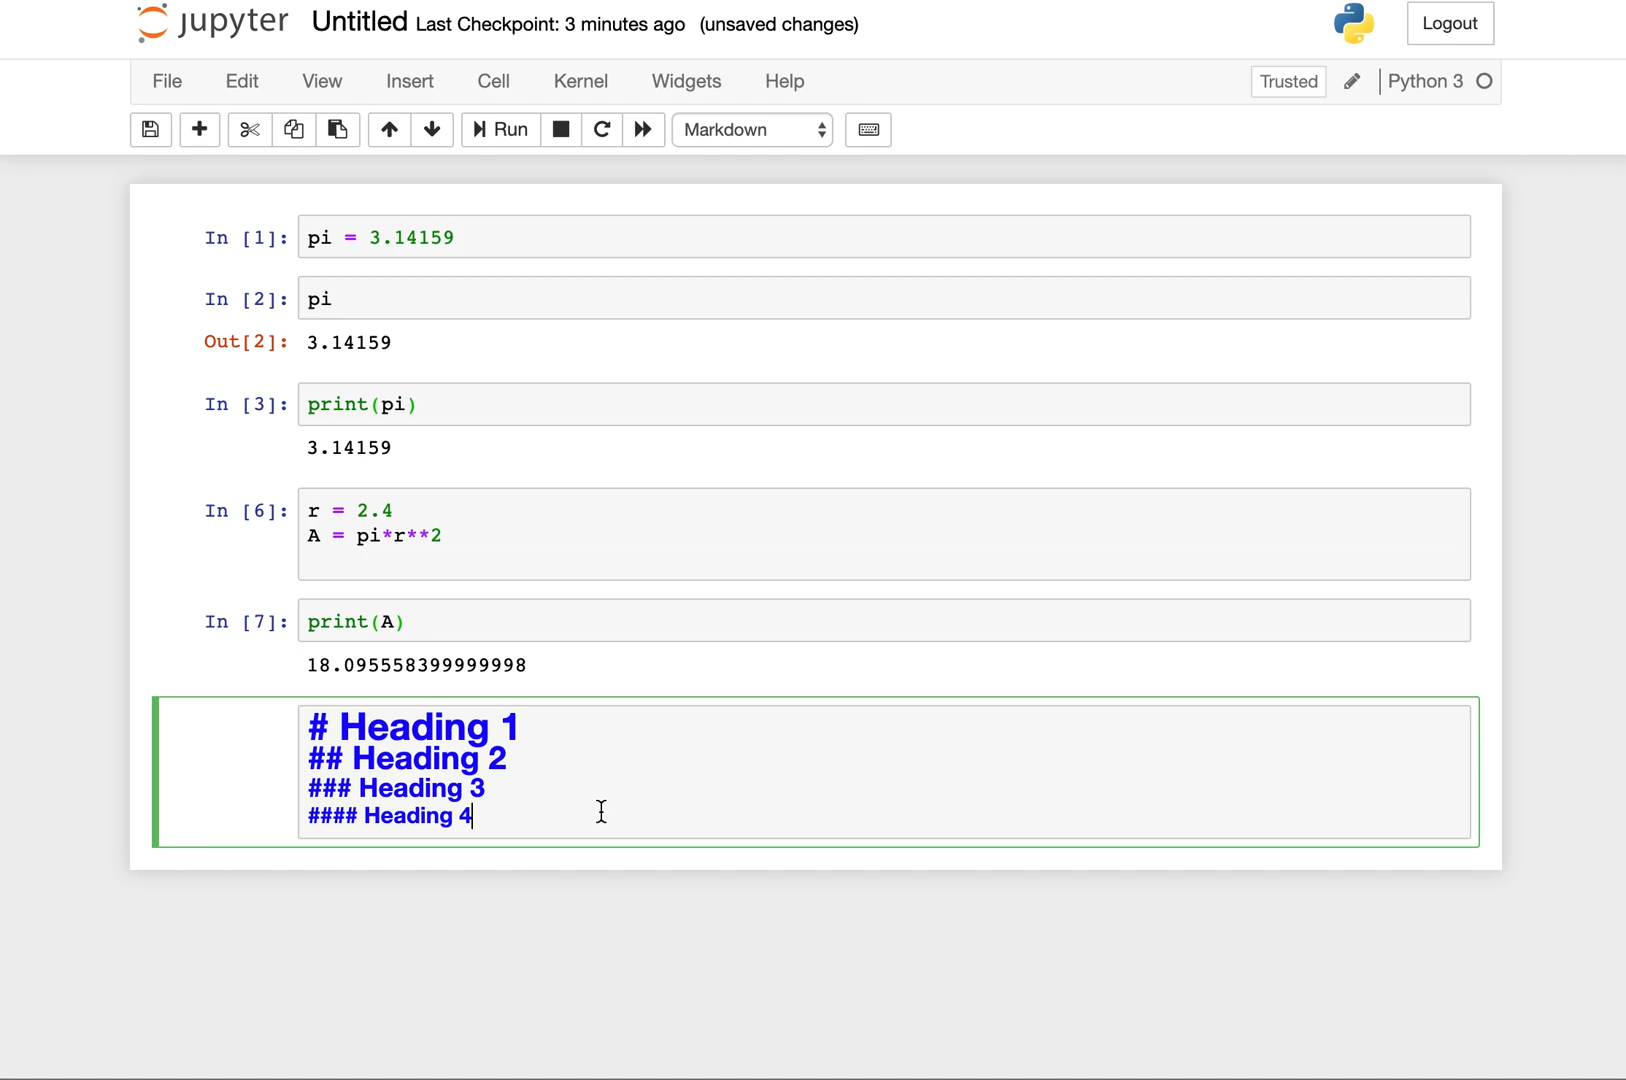 jupyter Untitled Last Checkpoint: 3 minutes ago (unsaved changes)
Logout
File Edit View Insert Cell Kernel Widgets Help
Trusted Python 3
Run Markdown
In [1]: pi = 3.14159
In [2]: pi
Out[2]: 3.14159
In [3]: print(pi)
3.14159
In [6]: r = 2.4
A = pi*r**2
In [7]: print(A)
18.095558399999998
# Heading 1
## Heading 2
### Heading 3
#### Heading 4